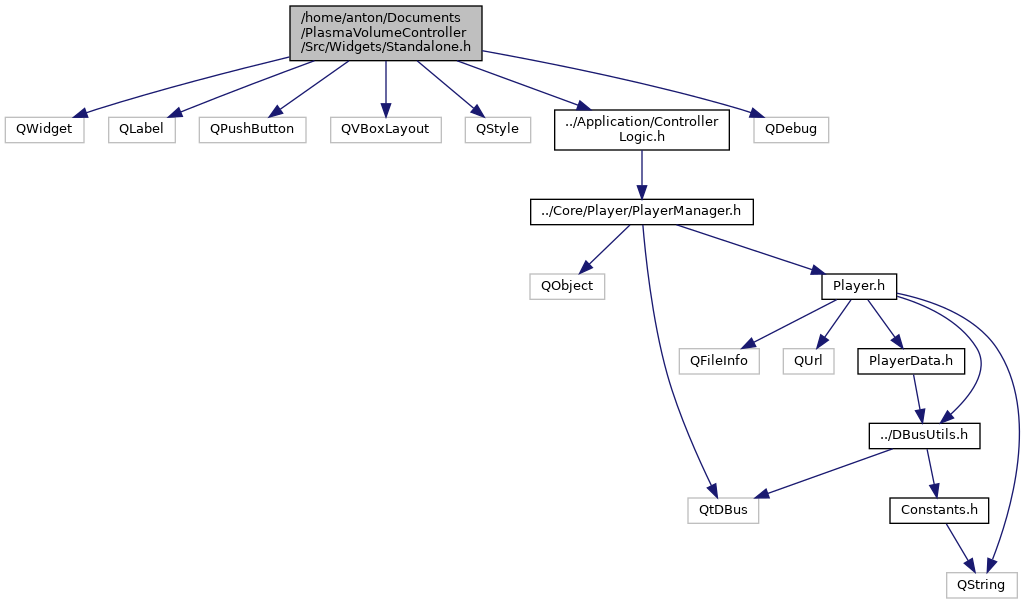 /home/anton/Documents
/PlasmaVolumeController
/Src/Widgets/Standalone.h
QWidget
QLabel
QPushButton
QVBoxLayout
QStyle
../Application/Controller
Logic.h
QDebug
../Core/Player/PlayerManager.h
QObject
Player.h
QFileInfo
QUrl
PlayerData.h
../DBusUtils.h
QtDBus
Constants.h
QString